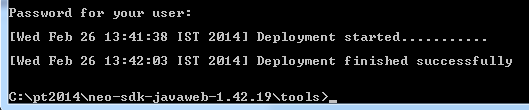 Password for your user:
[Wed Feb 26 13:41:38 IST 2014] Deployment started...........
[Wed Feb 26 13:42:03 IST 2014] Deployment finished successfully
C:\pt2014\neo-sdk-javaweb-1.42.19\tools>_